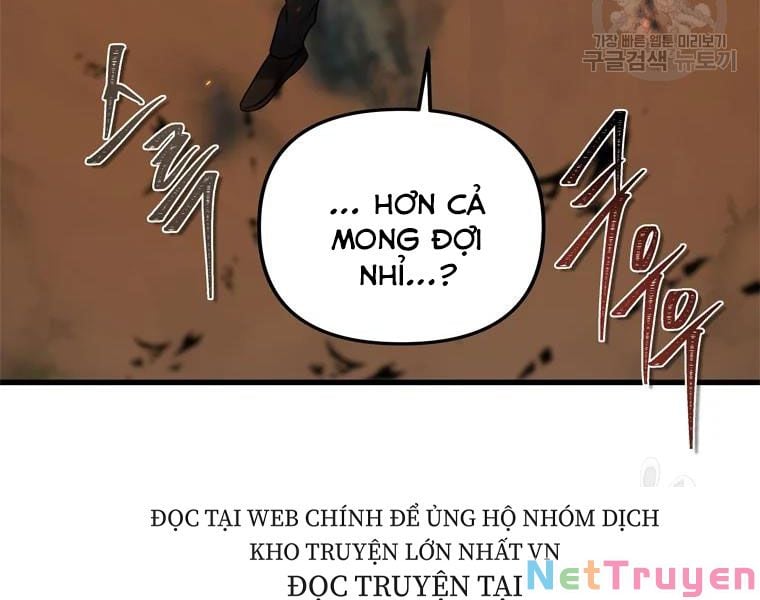 가장 빠른 웹툰 미리보기
구글검색 뉴토끼
... HƠN CẢ
MONG ĐỢI
NHỈ...?
ĐỌC TẠI WEB CHÍNH ĐỂ ỦNG HỘ NHÓM DỊCH
KHO TRUYỆN LỚN NHẤT VN
ĐỌC TRUYỆN TẠI
NetTruyen